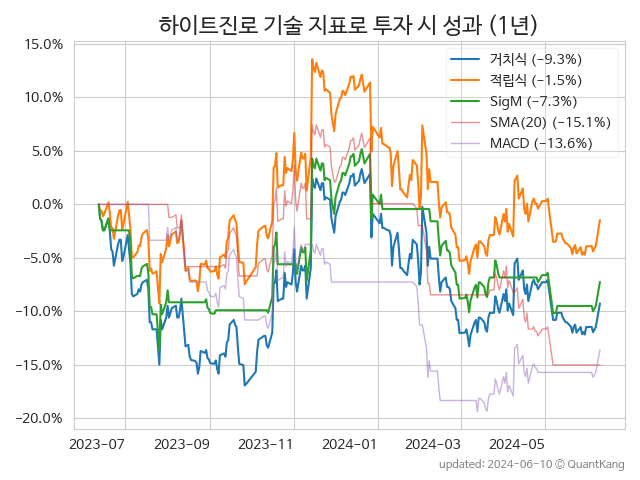 하이트진로 기술 지표로 투자 시 성과 (1년)
15.0%
10.0%
5.0%
0.0%
−5.0%
−10.0%
−15.0%
−20.0%
거치식 (−9.3%)
적립식 (−1.5%)
SigM (−7.3%)
SMA(20) (−15.1%)
MACD (−13.6%)
2023-07 2023-09 2023-11 2024-01 2024-03 2024-05
updated: 2024-06-10 © QuantKang